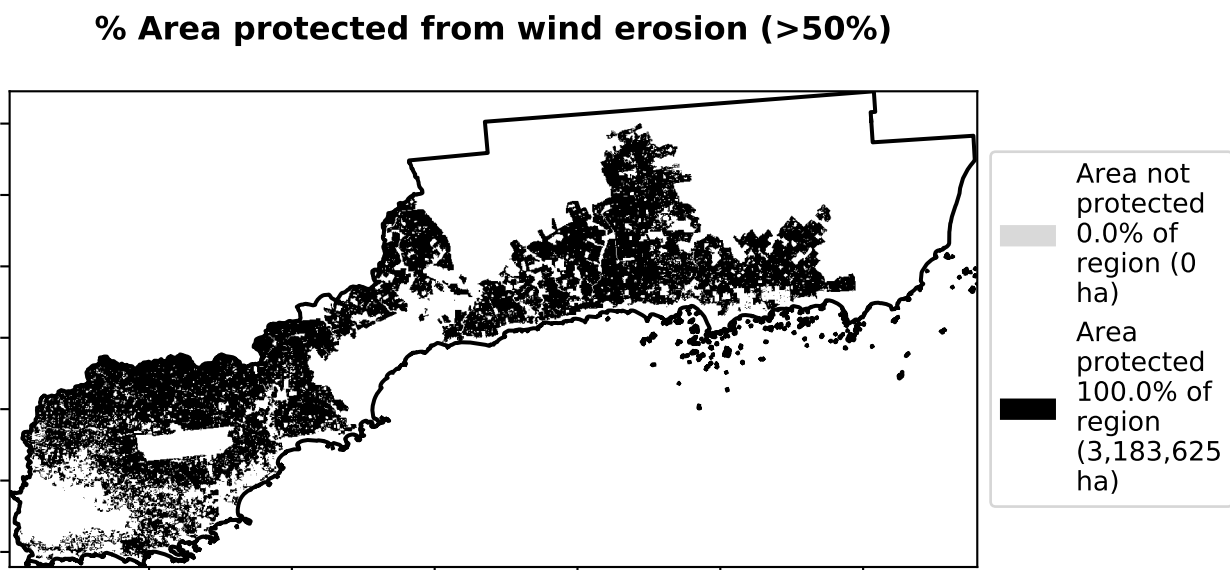 % Area protected from wind erosion (>50%)
Area not
protected
0.0% of
region (0
ha)
Area
protected
100.0% of
region
(3,183,625
ha)